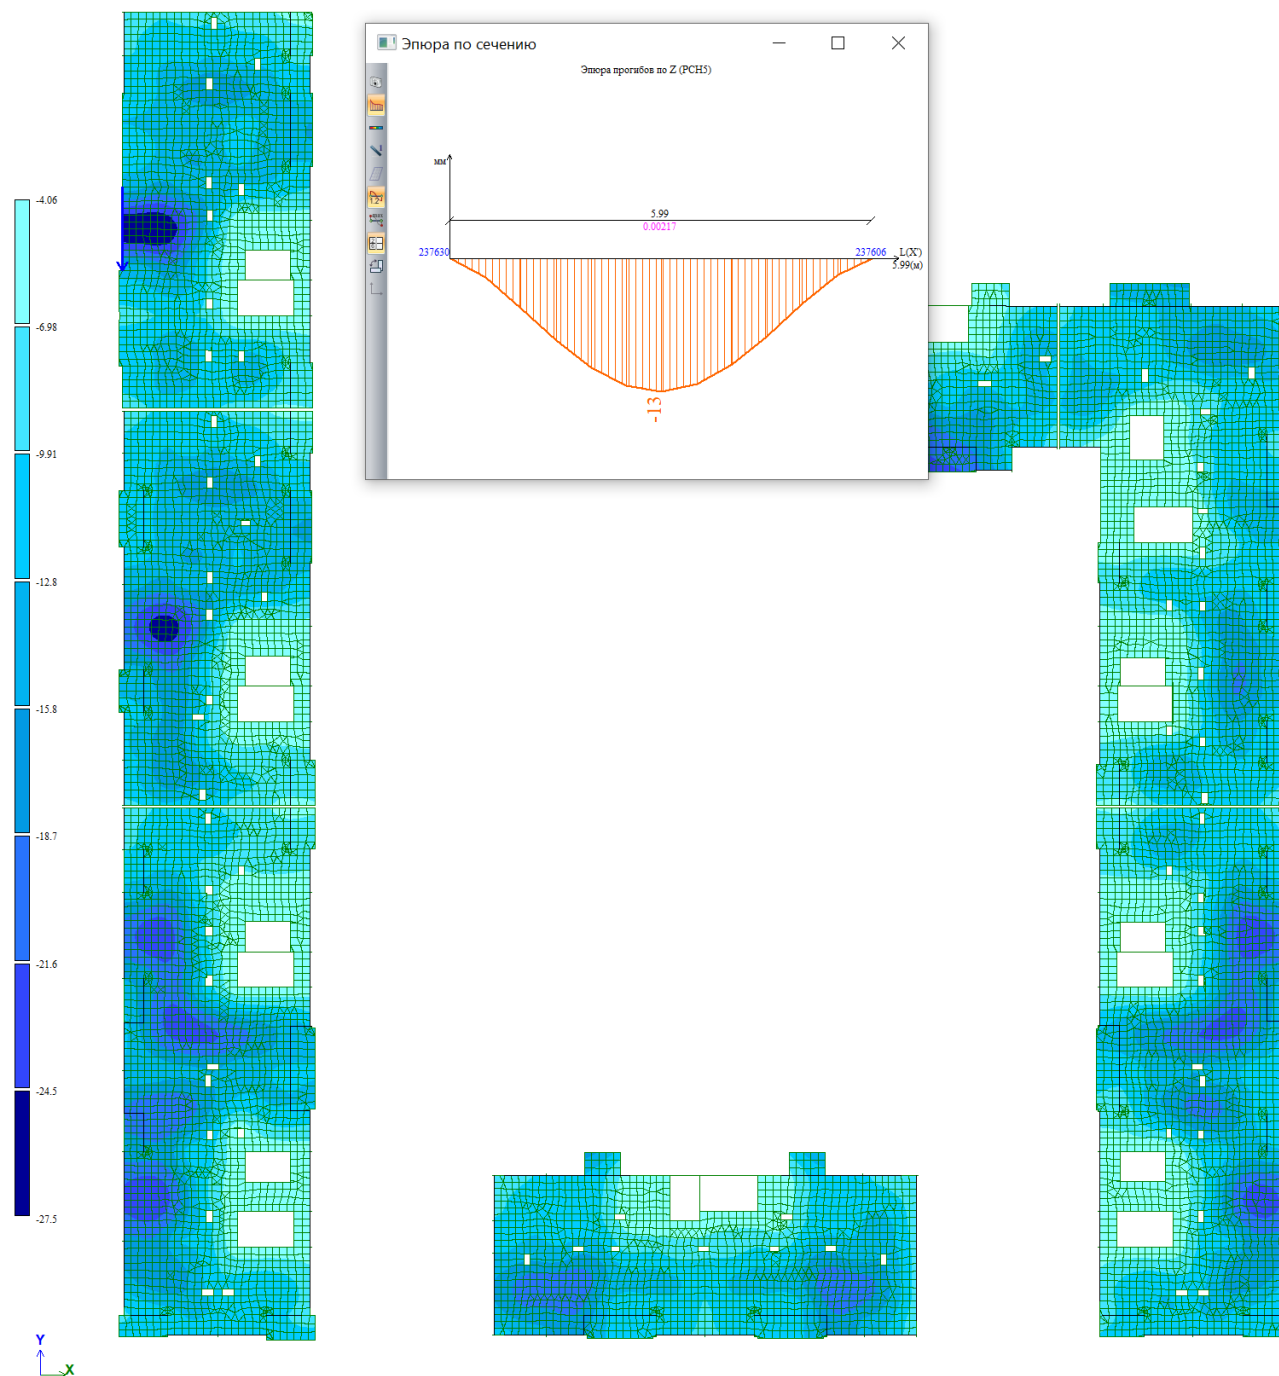 Эпюра по сечению
Эпюра прогибов по Z (РСН5)
мм
5.99
0.00217
237630
237606
L(X')
5.99(м)
-13
-4.06
-6.98
-9.91
-12.8
-15.8
-18.7
-21.6
-24.5
-27.5
Y
X